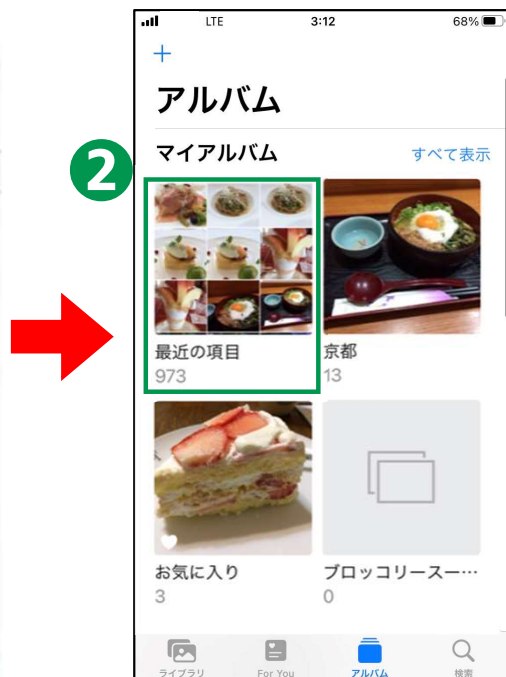 LTE 3:12 68%
+
アルバム
マイアルバム すべて表示
2
最近の項目 京都
973 13
お気に入り ブロッコリースー…
3 0
ライブラリ For You アルバム 検索